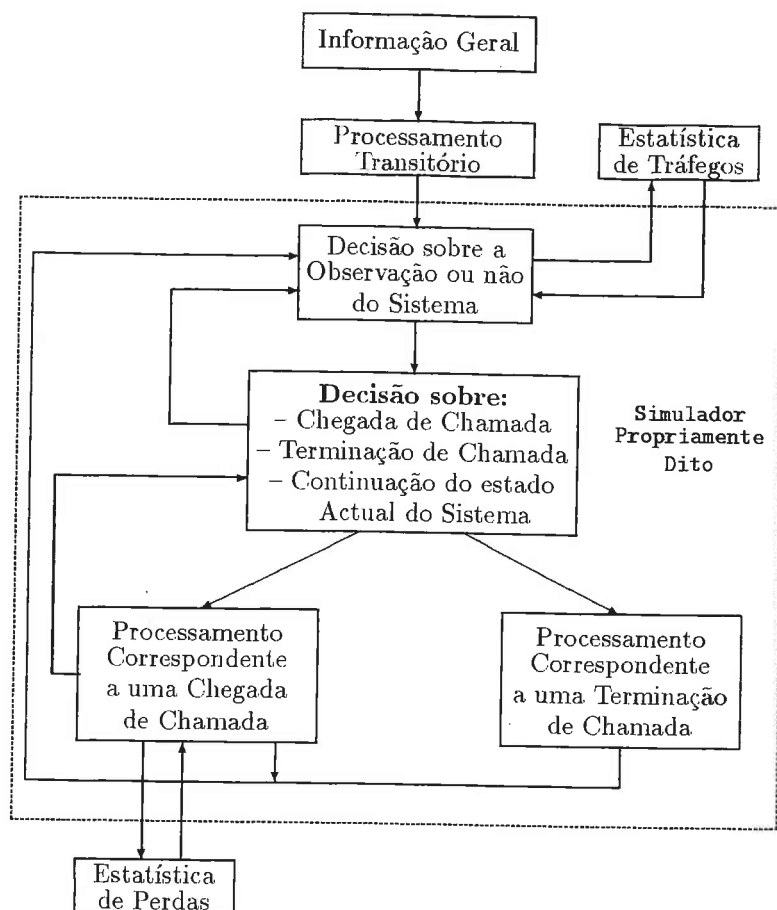 Informação Geral
Processamento
Transitório
Estatística
de Tráfegos
Decisão sobre a
Observação ou não
do Sistema
Decisão sobre:
– Chegada de Chamada
– Terminação de Chamada
– Continuação do estado
Actual do Sistema
Simulador
Propriamente
Dito
Processamento
Correspondente
a uma Chegada
de Chamada
Processamento
Correspondente
a uma Terminação
de Chamada
Estatística
de Perdas